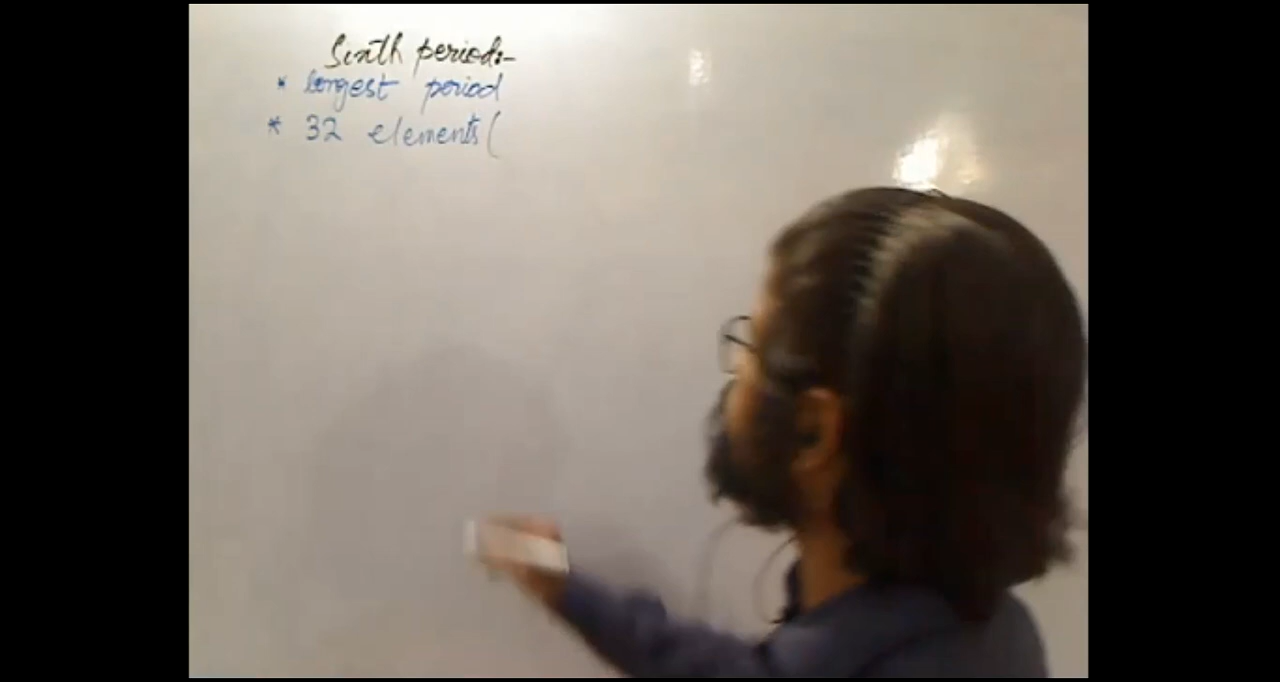 Sixth period:-
* longest period
* 32 elements (